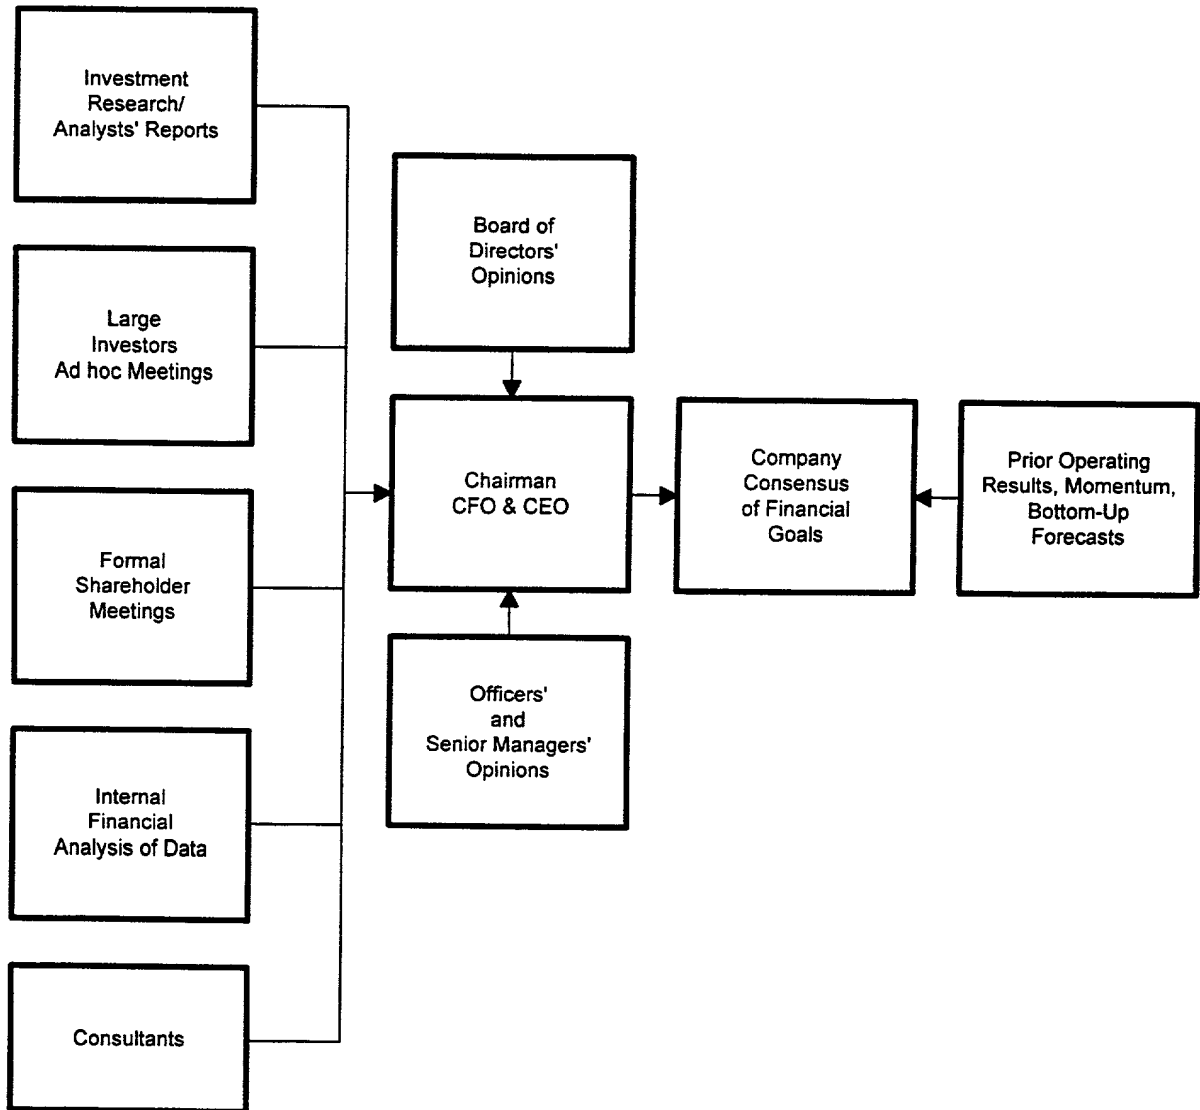 Investment
Research/
Analysts' Reports
Large
Investors
Ad hoc Meetings
Formal
Shareholder
Meetings
Internal
Financial
Analysis of Data
Consultants
Board of
Directors'
Opinions
Chairman
CFO & CEO
Officers'
and
Senior Managers'
Opinions
Company
Consensus
of Financial
Goals
Prior Operating
Results, Momentum,
Bottom-Up
Forecasts